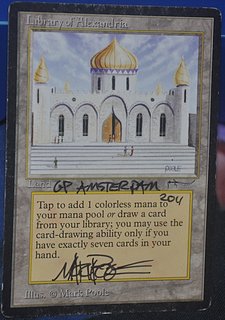 Library of Alexandria
POOLE
Land GP AMSTERDAM
2011
Tap to add 1 colorless mana to
your mana pool or draw a card
from your library; you may use the
card-drawing ability only if you
have exactly seven cards in your
hand.
Illus. © Mark Poole